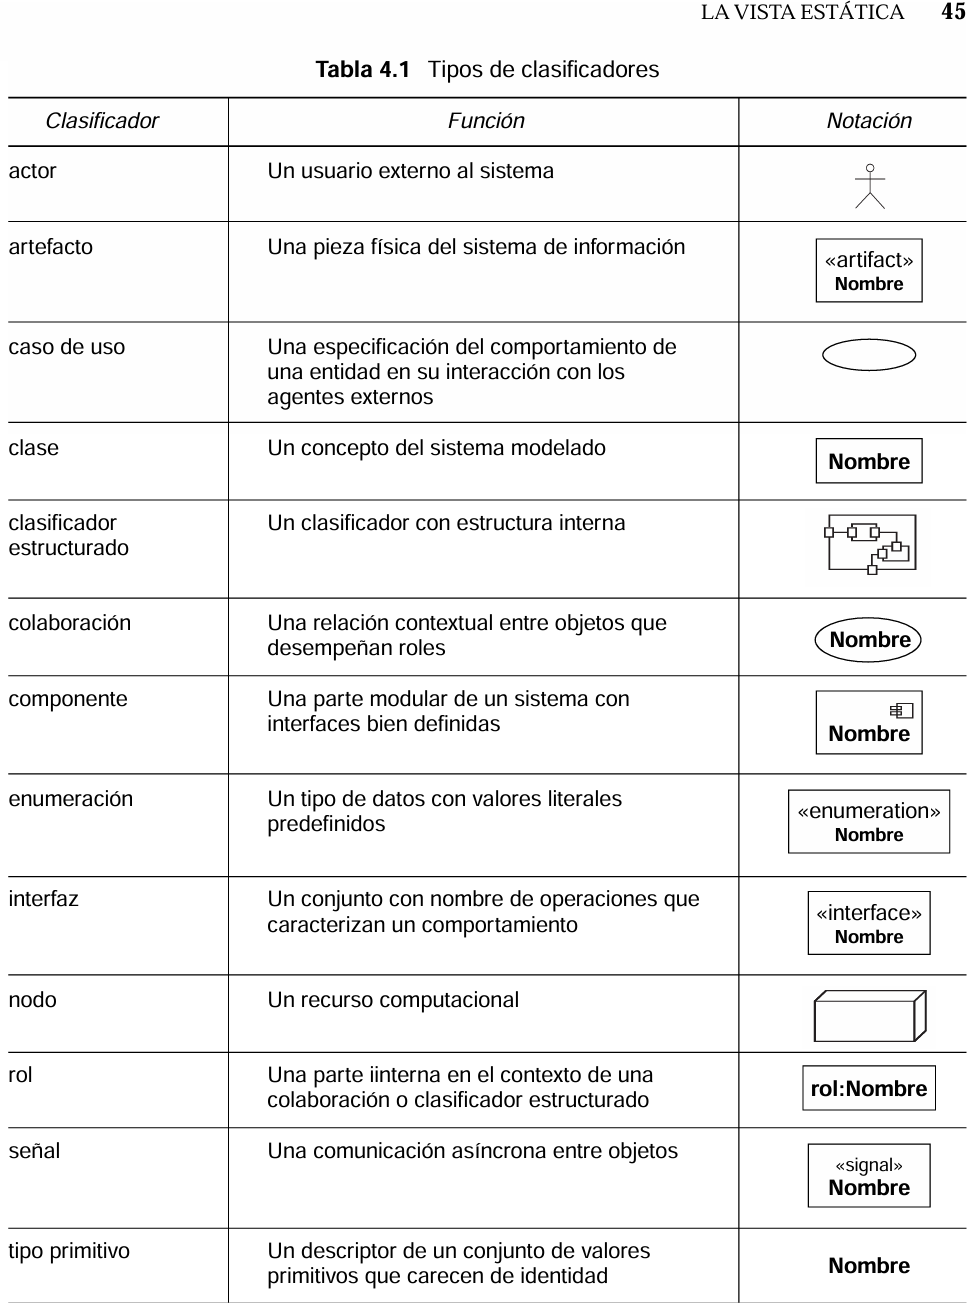 LA VISTA ESTÁTICA 45
Tabla 4.1 Tipos de clasificadores
Clasificador Función Notación
actor Un usuario externo al sistema
artefacto Una pieza física del sistema de información «artifact»
Nombre
caso de uso Una especificación del comportamiento de
una entidad en su interacción con los
agentes externos
clase Un concepto del sistema modelado Nombre
clasificador Un clasificador con estructura interna
estructurado
colaboración Una relación contextual entre objetos que
desempeñan roles Nombre
componente Una parte modular de un sistema con
interfaces bien definidas Nombre
enumeración Un tipo de datos con valores literales «enumeration»
predefinidos Nombre
interfaz Un conjunto con nombre de operaciones que «interface»
caracterizan un comportamiento Nombre
nodo Un recurso computacional
rol Una parte iinterna en el contexto de una rol:Nombre
colaboración o clasificador estructurado
señal Una comunicación asíncrona entre objetos «signal»
Nombre
tipo primitivo Un descriptor de un conjunto de valores Nombre
primitivos que carecen de identidad